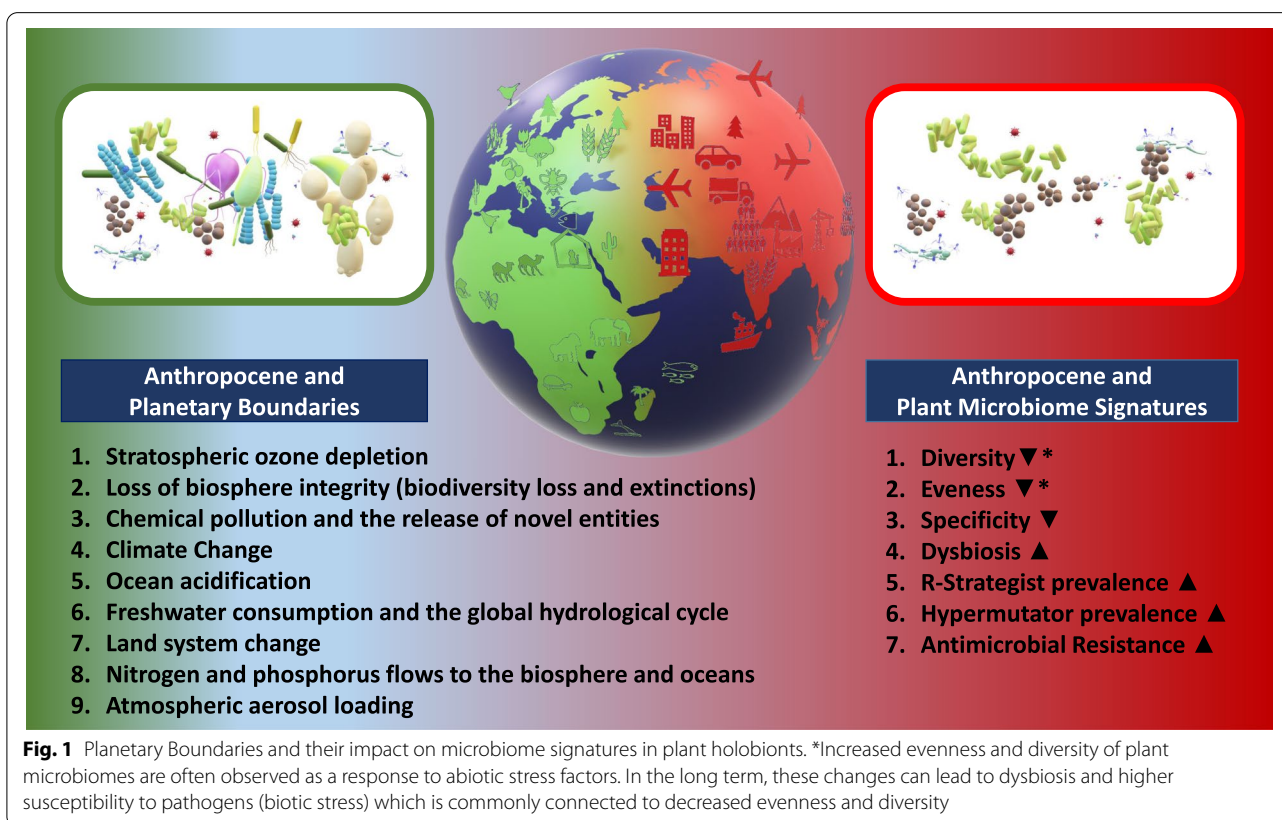 Anthropocene and
Planetary Boundaries
1. Stratospheric ozone depletion
2. Loss of biosphere integrity (biodiversity loss and extinctions)
3. Chemical pollution and the release of novel entities
4. Climate Change
5. Ocean acidification
6. Freshwater consumption and the global hydrological cycle
7. Land system change
8. Nitrogen and phosphorus flows to the biosphere and oceans
9. Atmospheric aerosol loading
Anthropocene and
Plant Microbiome Signatures
1. Diversity ▼ *
2. Eveness ▼ *
3. Specificity ▼
4. Dysbiosis ▲
5. R-Strategist prevalence ▲
6. Hypermutator prevalence ▲
7. Antimicrobial Resistance ▲
Fig. 1 Planetary Boundaries and their impact on microbiome signatures in plant holobionts. *Increased evenness and diversity of plant
microbiomes are often observed as a response to abiotic stress factors. In the long term, these changes can lead to dysbiosis and higher
susceptibility to pathogens (biotic stress) which is commonly connected to decreased evenness and diversity